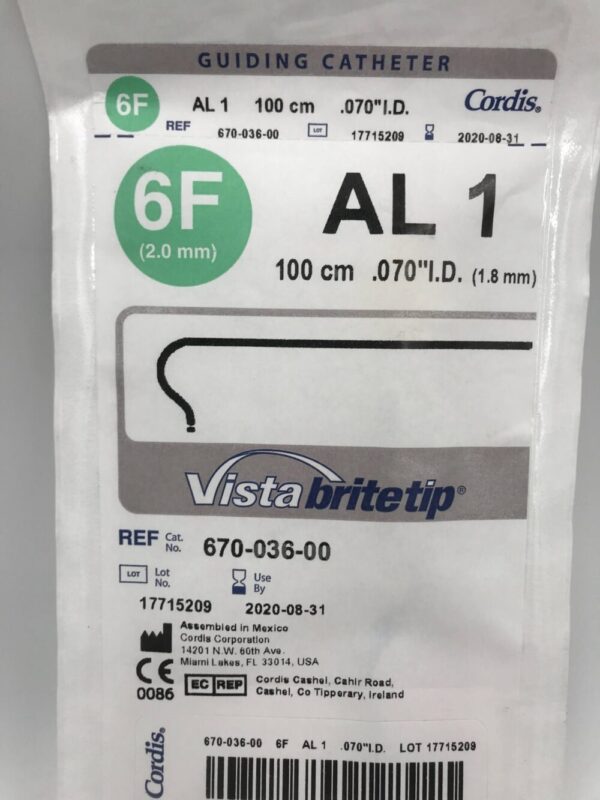 GUIDING CATHETER
6F AL 1 100 cm .070"I.D. Cordis®
REF 670-036-00 LOT 17715209 2020-08-31
6F
(2.0 mm)
AL 1
100 cm .070"I.D. (1.8 mm)
Vista britetip®
REF Cat. No. 670-036-00
LOT Lot No. Use By
17715209 2020-08-31
Assembled in Mexico
Cordis Corporation
14201 N.W. 60th Ave.
Miami Lakes, FL 33014, USA
CE 0086
EC REP Cordis Cashel, Cahir Road,
Cashel, Co Tipperary, Ireland
Cordis®
670-036-00 6F AL 1 .070"I.D. LOT 17715209